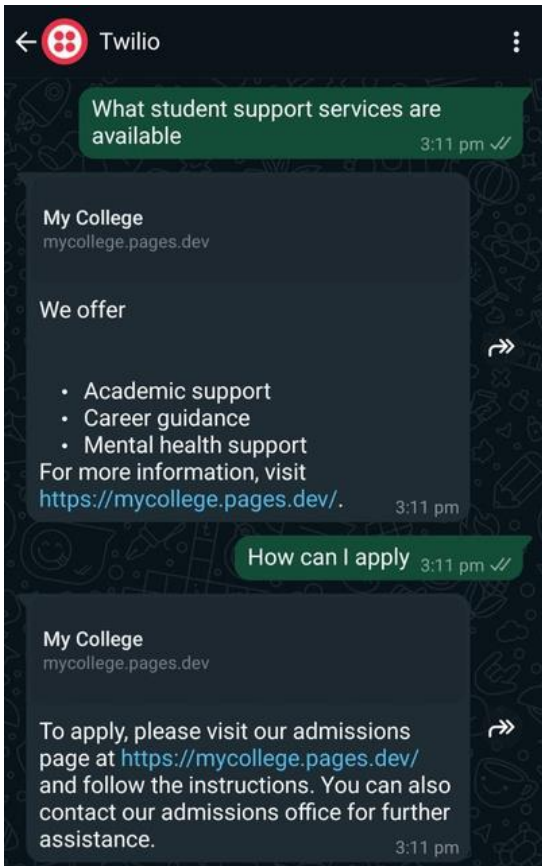 Twilio
What student support services are
available
3:11 pm
My College
mycollege.pages.dev
We offer
• Academic support
• Career guidance
• Mental health support
For more information, visit
https://mycollege.pages.dev/.
3:11 pm
How can I apply 3:11 pm
My College
mycollege.pages.dev
To apply, please visit our admissions
page at https://mycollege.pages.dev/
and follow the instructions. You can also
contact our admissions office for further
assistance.
3:11 pm